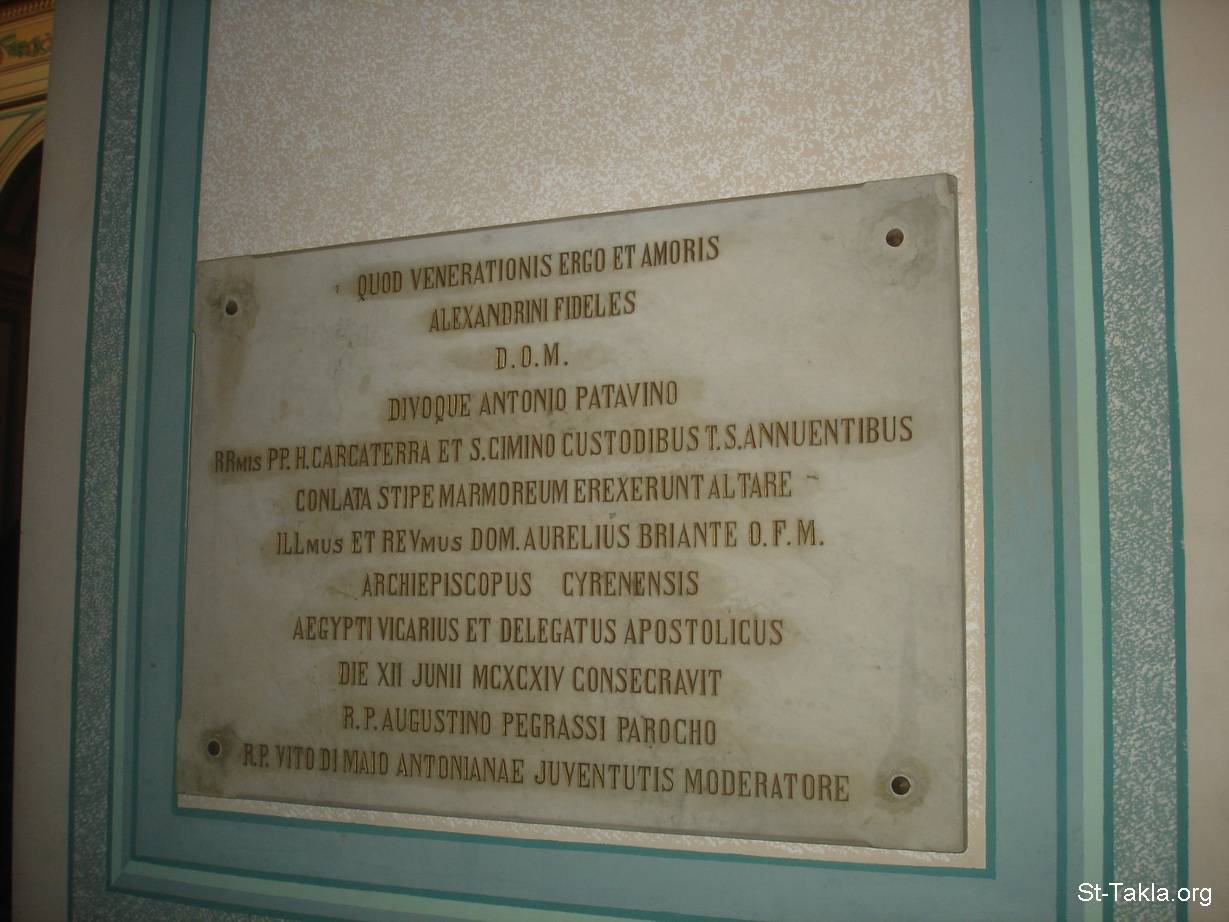 QUOD VENERATIONIS ERGO ET AMORIS
ALEXANDRINI FIDELES
D.O.M.
DIVOQUE ANTONIO PATAVINO
RRMIS PP. H. CARCATERRA ET S. CIMINO CUSTODIBUS T. S. ANNUENTIBUS
CONLATA STIPE MARMOREUM EREXERUNT ALTARE
ILLMUS ET REVMUS DOM. AURELIUS BRIANTE O.F.M.
ARCHIEPISCOPUS CYRENENSIS
AEGYPTI VICARIUS ET DELEGATUS APOSTOLICUS
DIE XII JUNII MCXCXIV CONSECRAVIT
R.P. AUGUSTINO PEGRASSI PAROCHO
R.P. VITO DI MAIO ANTONIANAE JUVENTUTIS MODERATORE
St-Takla.org